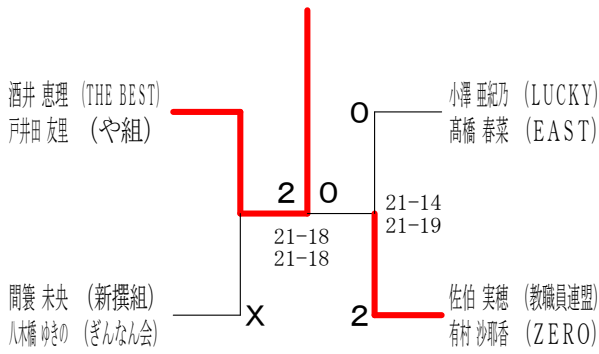 酒井 恵理 (THE BEST)
戸井田 友里 (や組)
小澤 亜紀乃 (LUCKY)
髙橋 春菜 (EAST)
0
2 0
21-14
21-19
21-18
21-18
間簑 未央 (新撰組)
八木橋 ゆきの (ぎんなん会)
X
2
佐伯 実穂 (教職員連盟)
有村 沙耶香 (ZERO)